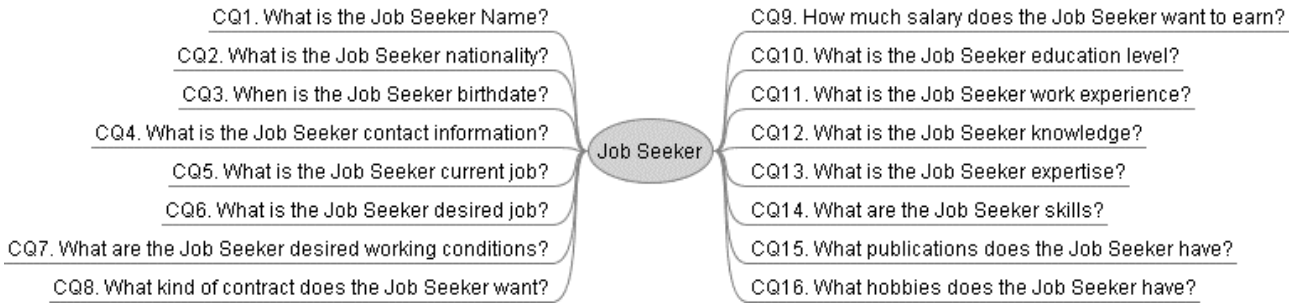 CQ1. What is the Job Seeker Name?
CQ2. What is the Job Seeker nationality?
CQ3. When is the Job Seeker birthdate?
CQ4. What is the Job Seeker contact information?
CQ5. What is the Job Seeker current job?
CQ6. What is the Job Seeker desired job?
CQ7. What are the Job Seeker desired working conditions?
CQ8. What kind of contract does the Job Seeker want?
Job Seeker
CQ9. How much salary does the Job Seeker want to earn?
CQ10. What is the Job Seeker education level?
CQ11. What is the Job Seeker work experience?
CQ12. What is the Job Seeker knowledge?
CQ13. What is the Job Seeker expertise?
CQ14. What are the Job Seeker skills?
CQ15. What publications does the Job Seeker have?
CQ16. What hobbies does the Job Seeker have?